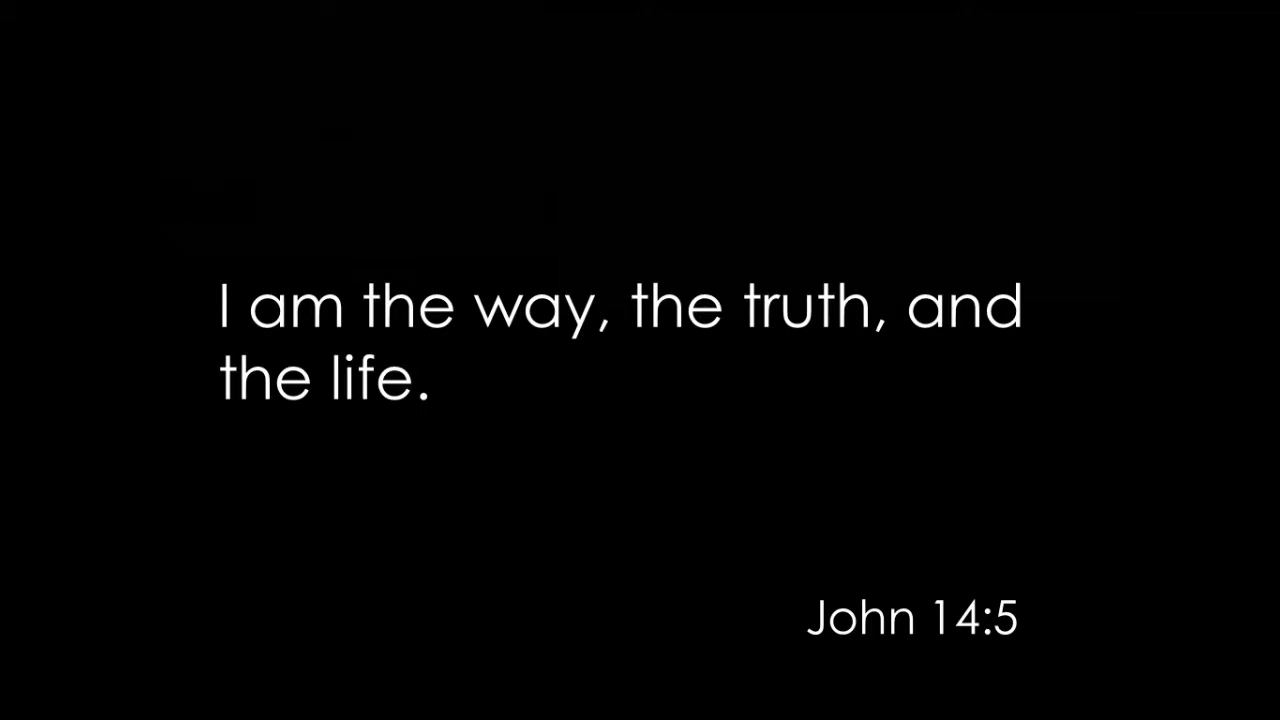 I am the way, the truth, and
the life.
John 14:5